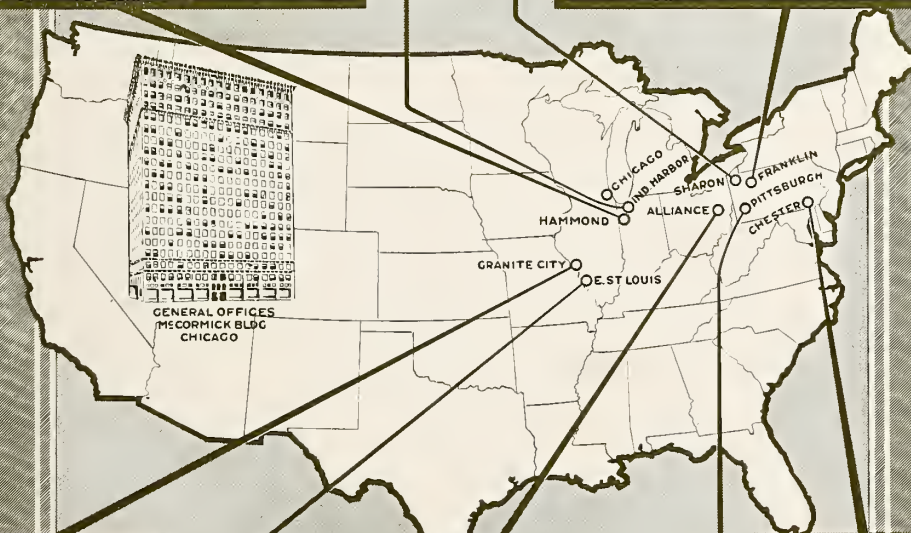 CHICAGO
IND HARBOR
FRANKLIN
SHARON
PITTSBURGH
ALLIANCE
CHESTER
HAMMOND
GRANITE CITY
E. ST LOUIS
GENERAL OFFICES
MCCORMICK BLDG
CHICAGO